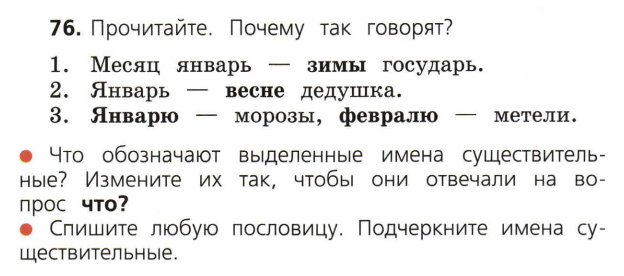 76. Прочитайте. Почему так говорят?
1. Месяц январь — зимы государь.
2. Январь — весне дедушка.
3. Январю — морозы, февралю — метели.
● Что обозначают выделенные имена существитель-
ные? Измените их так, чтобы они отвечали на во-
прос что?
● Спишите любую пословицу. Подчеркните имена су-
ществительные.